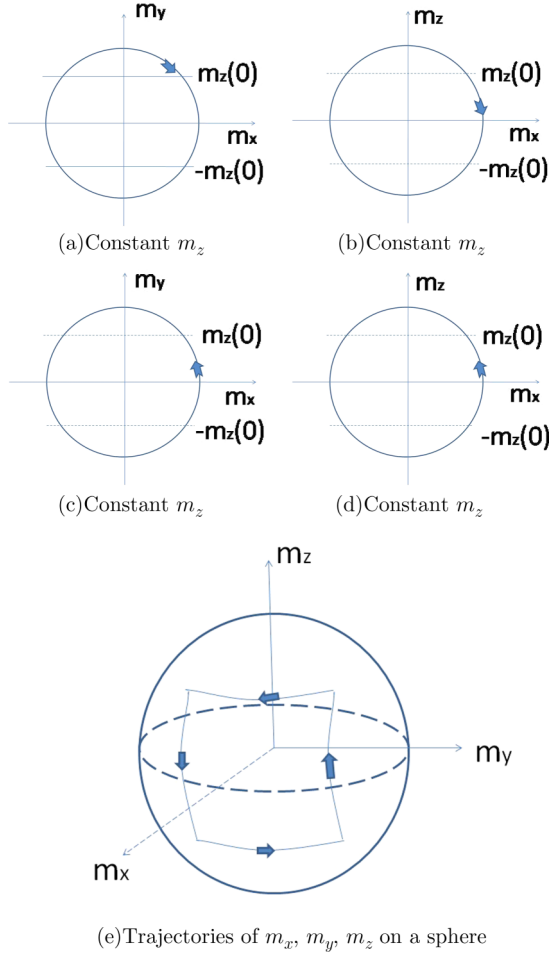 my mz
mz(0) mz(0)
mx mx
-mz(0) -mz(0)
(a)Constant mz (b)Constant mz
my mz
mz(0) mz(0)
mx mx
-mz(0) -mz(0)
(c)Constant mz (d)Constant mz
mz
my
mx
(e)Trajectories of mx, my, mz on a sphere